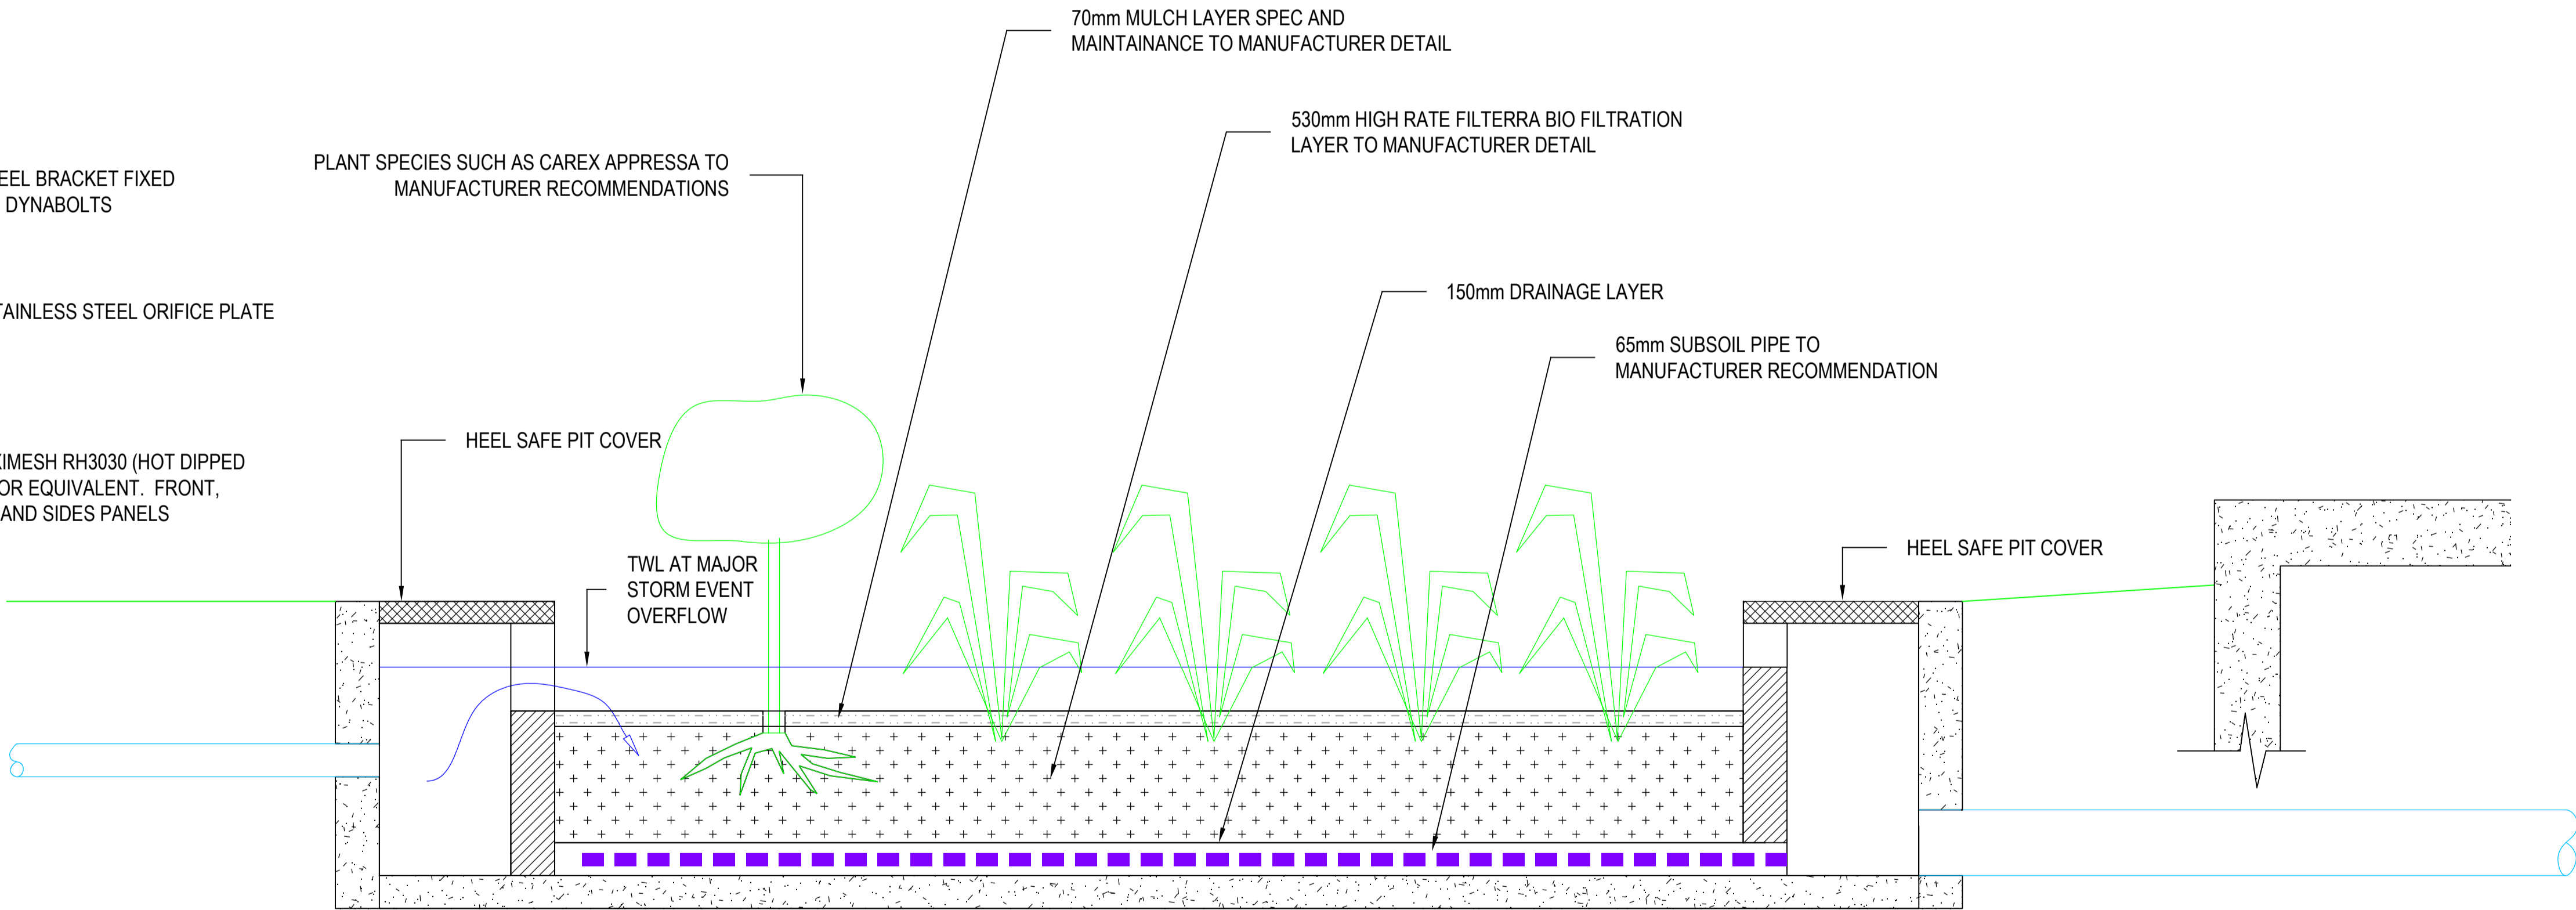 70mm MULCH LAYER SPEC AND
MAINTAINANCE TO MANUFACTURER DETAIL
530mm HIGH RATE FILTERRA BIO FILTRATION
LAYER TO MANUFACTURER DETAIL
PLANT SPECIES SUCH AS CAREX APPRESSA TO
MANUFACTURER RECOMMENDATIONS
EEL BRACKET FIXED
DYNABOLTS
150mm DRAINAGE LAYER
TAINLESS STEEL ORIFICE PLATE
65mm SUBSOIL PIPE TO
MANUFACTURER RECOMMENDATION
HEEL SAFE PIT COVER
XIMESH RH3030 (HOT DIPPED
OR EQUIVALENT. FRONT,
AND SIDES PANELS
HEEL SAFE PIT COVER
TWL AT MAJOR
STORM EVENT
OVERFLOW